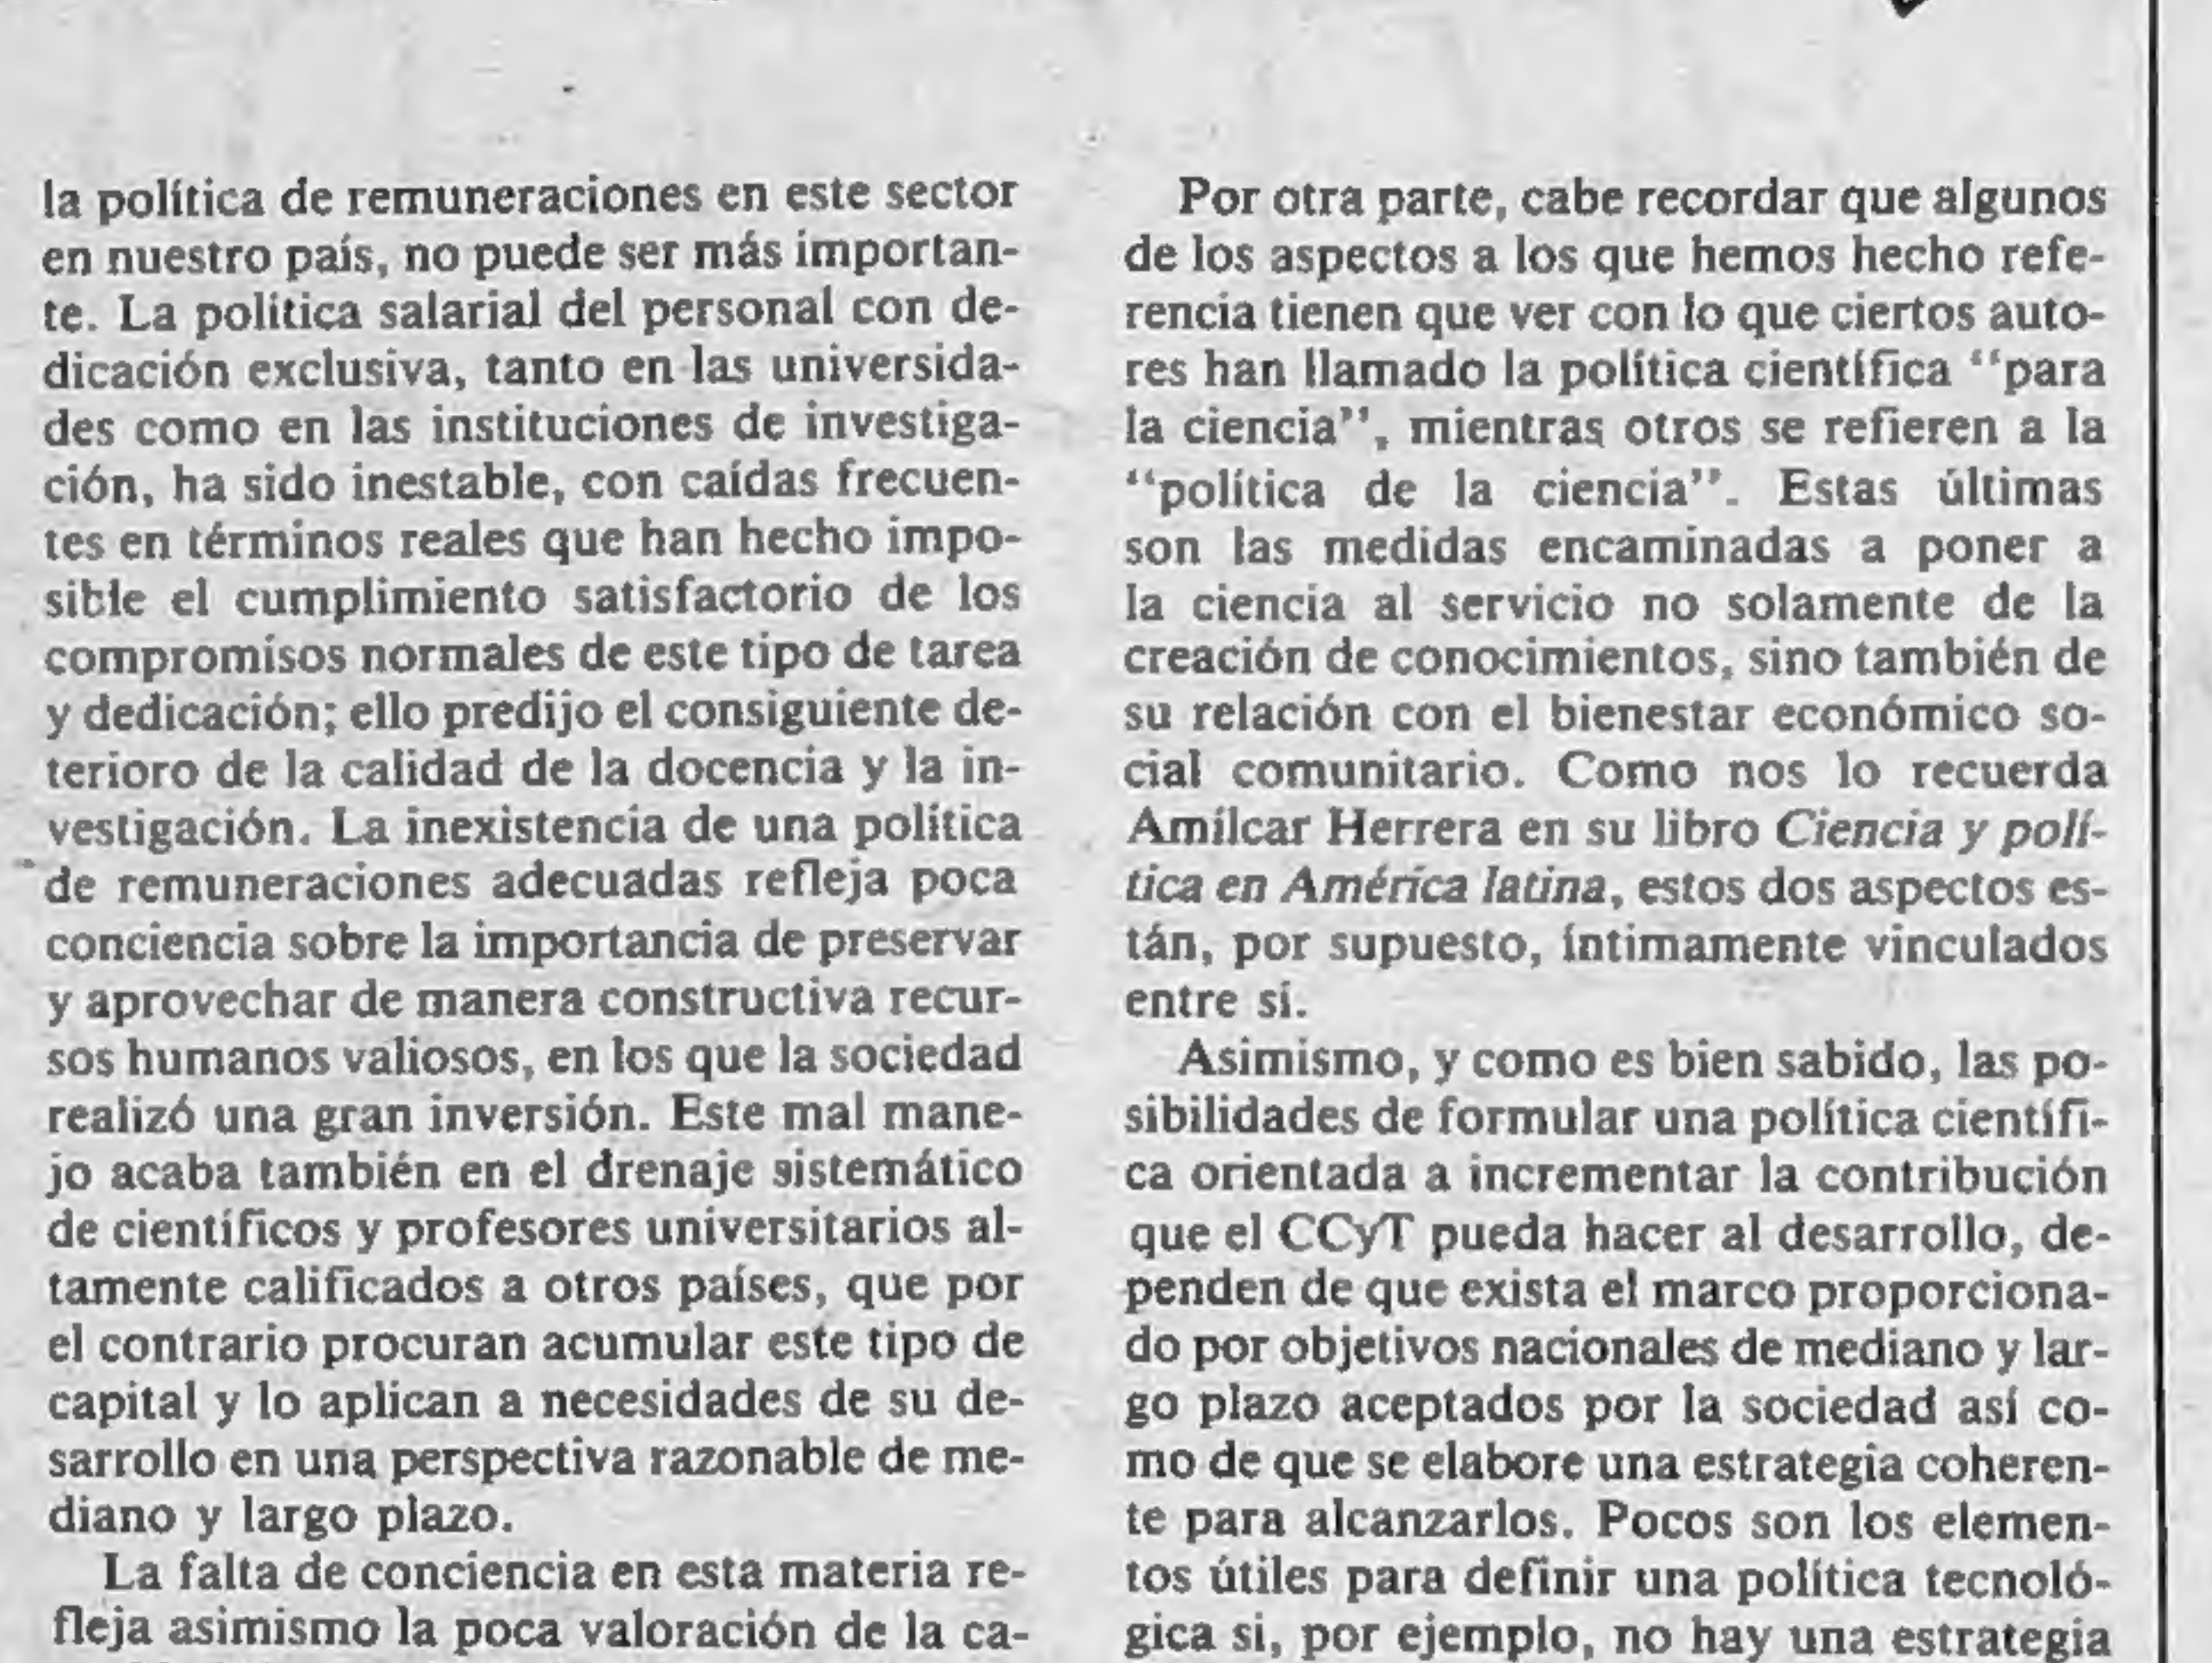 la política de remuneraciones en este sector
en nuestro país, no puede ser más importan-
te. La política salarial del personal con de-
dicación exclusiva, tanto en las universida-
des como en las instituciones de investiga-
ción, ha sido inestable, con caídas frecuen-
tes en términos reales que han hecho impo-
sible el cumplimiento satisfactorio de los
compromisos normales de este tipo de tarea
y dedicación; ello predijo el consiguiente de-
terioro de la calidad de la docencia y la in-
vestigación. La inexistencia de una política
de remuneraciones adecuadas refleja poca
conciencia sobre la importancia de preservar
y aprovechar de manera constructiva recur-
sos humanos valiosos, en los que la sociedad
realizó una gran inversión. Este mal mane-
jo acaba también en el drenaje sistemático
de científicos y profesores universitarios al-
tamente calificados a otros países, que por
el contrario procuran acumular este tipo de
capital y lo aplican a necesidades de su de-
sarrollo en una perspectiva razonable de me-
diano y largo plazo.
La falta de conciencia en esta materia re-
fleja asimismo la poca valoración de la ca-
Por otra parte, cabe recordar que algunos
de los aspectos a los que hemos hecho refe-
rencia tienen que ver con lo que ciertos auto-
res han llamado la política científica “para
la ciencia”, mientras otros se refieren a la
“política de la ciencia”. Estas últimas
son las medidas encaminadas a poner a
la ciencia al servicio no solamente de la
creación de conocimientos, sino también de
su relación con el bienestar económico so-
cial comunitario. Como nos lo recuerda
Amílcar Herrera en su libro Ciencia y polí-
tica en América latina, estos dos aspectos es-
tán, por supuesto, íntimamente vinculados
entre sí.
Asimismo, y como es bien sabido, las po-
sibilidades de formular una política científi-
ca orientada a incrementar la contribución
que el CCyT pueda hacer al desarrollo, de-
penden de que exista el marco proporciona-
do por objetivos nacionales de mediano y lar-
go plazo aceptados por la sociedad así co-
mo de que se elabore una estrategia coheren-
te para alcanzarlos. Pocos son los elemen-
tos útiles para definir una política tecnoló-
gica si, por ejemplo, no hay una estrategia